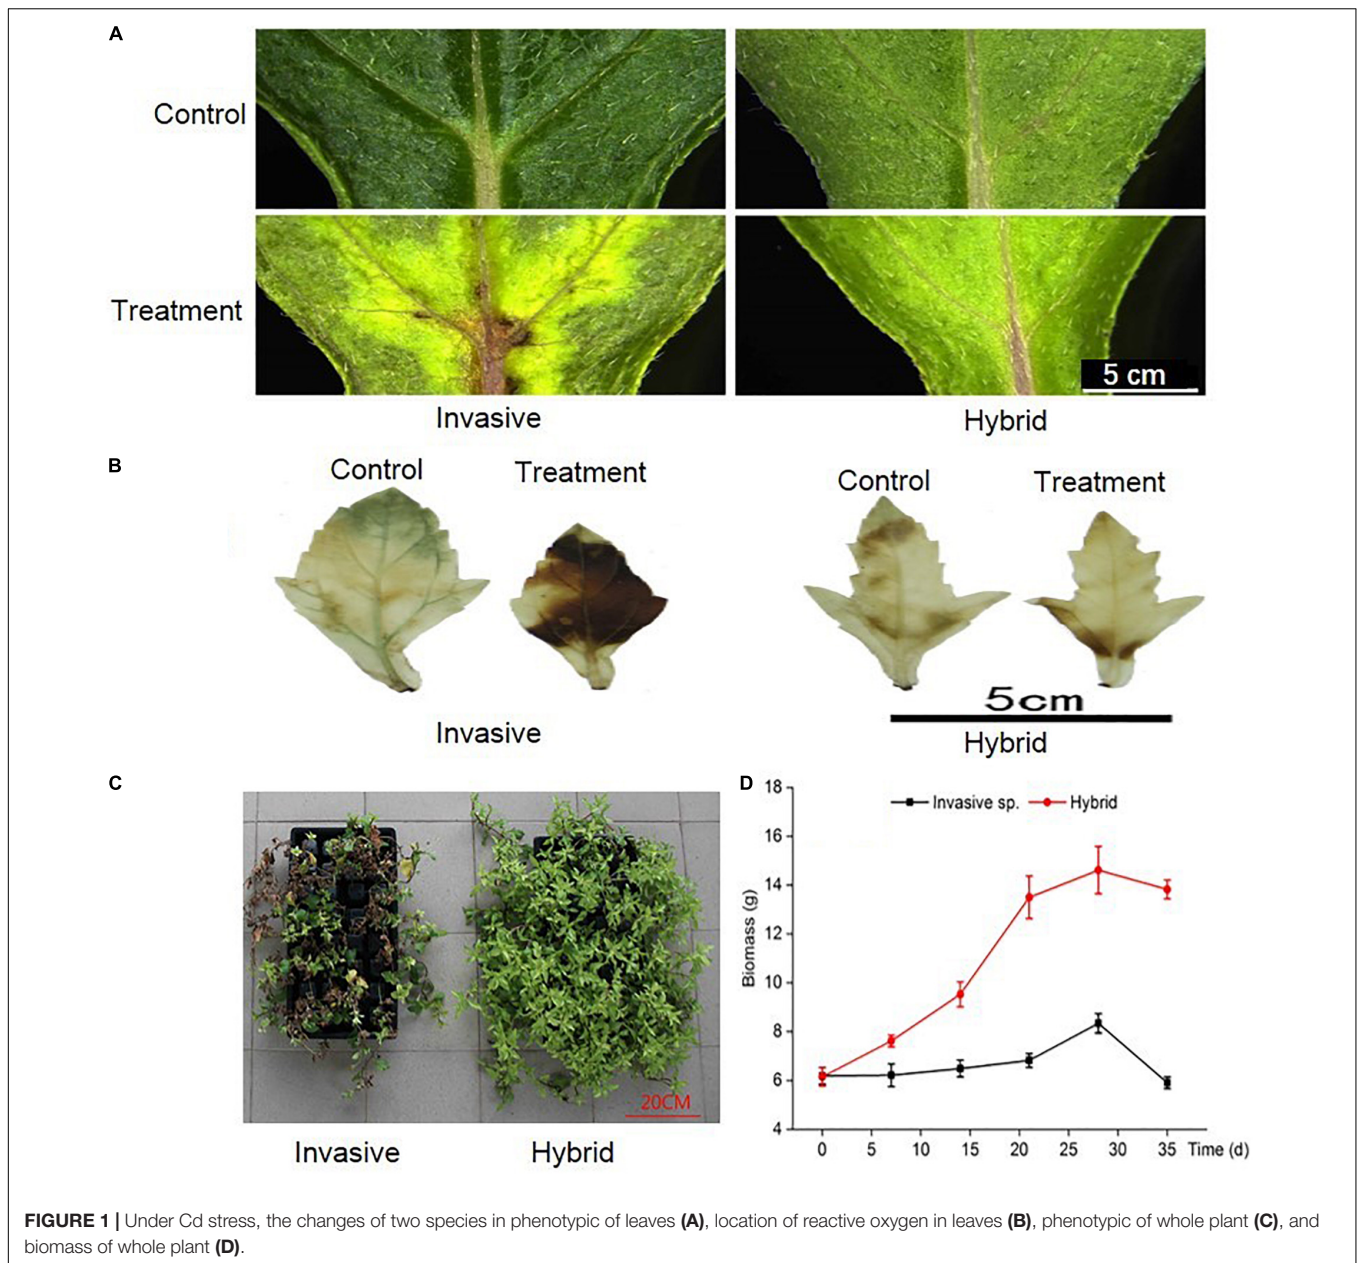 A
Control
Treatment
5 cm
Invasive
Hybrid
B
Control
Treatment
Control
Treatment
5cm
Invasive
Hybrid
C
20CM
Invasive
Hybrid
D
18
16
14
12
10
8
6
4
Biomass (g)
Invasive sp.
Hybrid
0 5 10 15 20 25 30 35 Time (d)
FIGURE 1 | Under Cd stress, the changes of two species in phenotypic of leaves (A), location of reactive oxygen in leaves (B), phenotypic of whole plant (C), and
biomass of whole plant (D).